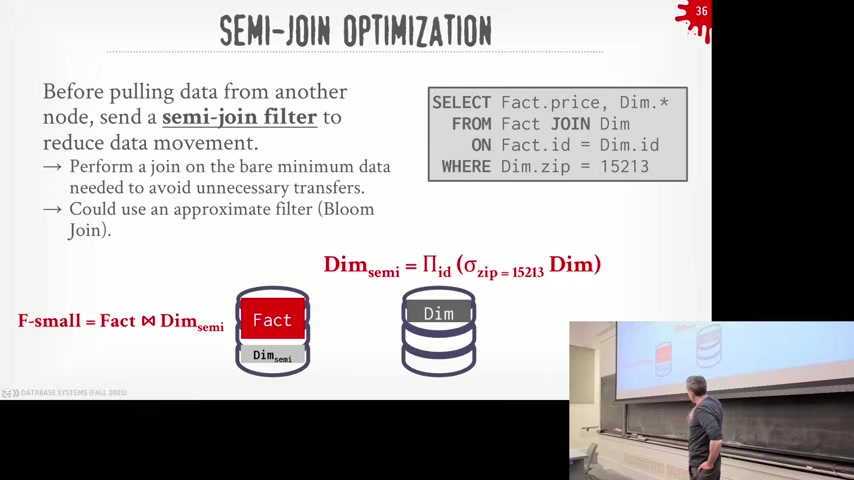 36
SEMI-JOIN OPTIMIZATION
Before pulling data from another
node, send a semi-join filter to
reduce data movement.
→ Perform a join on the bare minimum data
needed to avoid unnecessary transfers.
→ Could use an approximate filter (Bloom
Join).
SELECT Fact.price, Dim.*
FROM Fact JOIN Dim
ON Fact.id = Dim.id
WHERE Dim.zip = 15213
Dimsemi = Πid (σzip = 15213 Dim)
F-small = Fact ⋈ Dimsemi
Fact
Dimsemi
Dim
DATABASE SYSTEMS (FALL 2025)